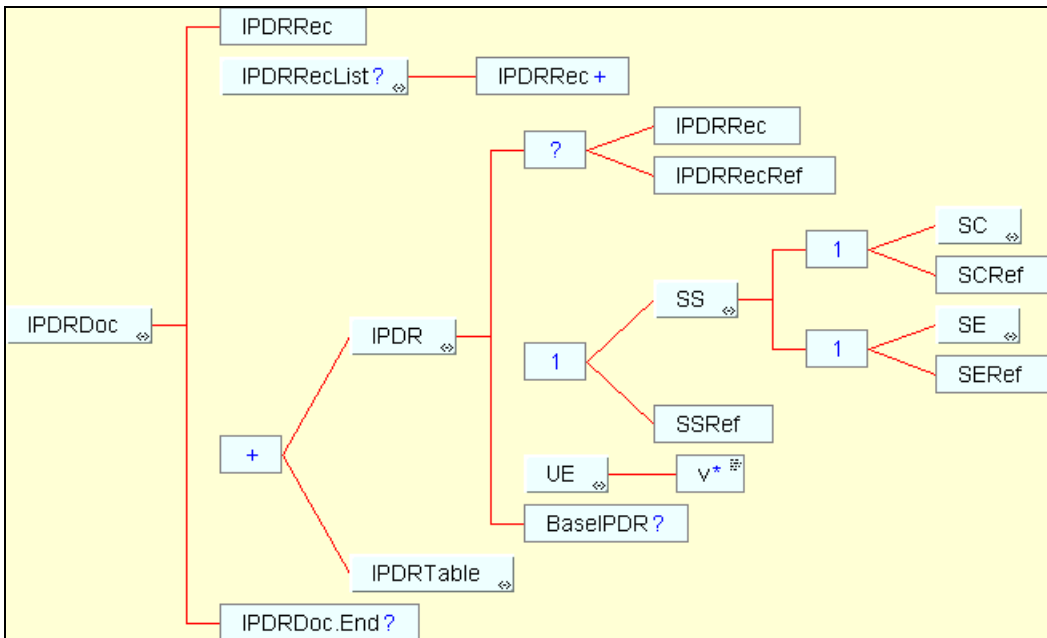 IPDRRec
IPDRRecList?
IPDRRec +
IPDRRec
?
IPDRRecRef
SC
1
SCRef
SS
IPDRDoc
IPDR
SE
1
1
SERef
SSRef
+
UE
v*
BaseIPDR?
IPDRTable
IPDRDoc.End?